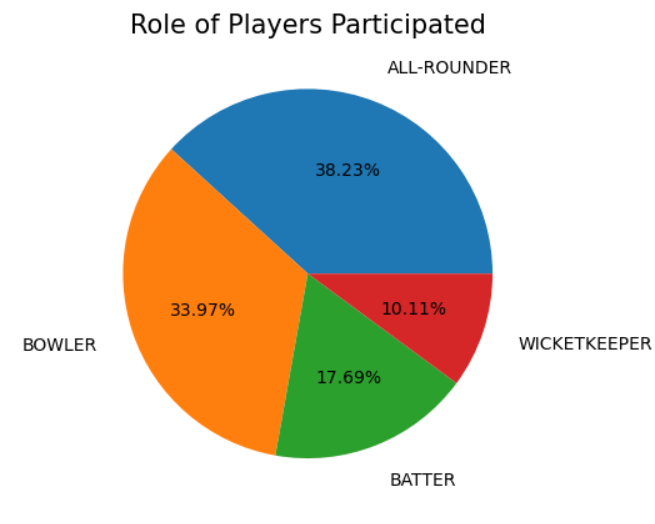 Role of Players Participated
ALL-ROUNDER
38.23%
33.97%
10.11%
BOWLER
WICKETKEEPER
17.69%
BATTER